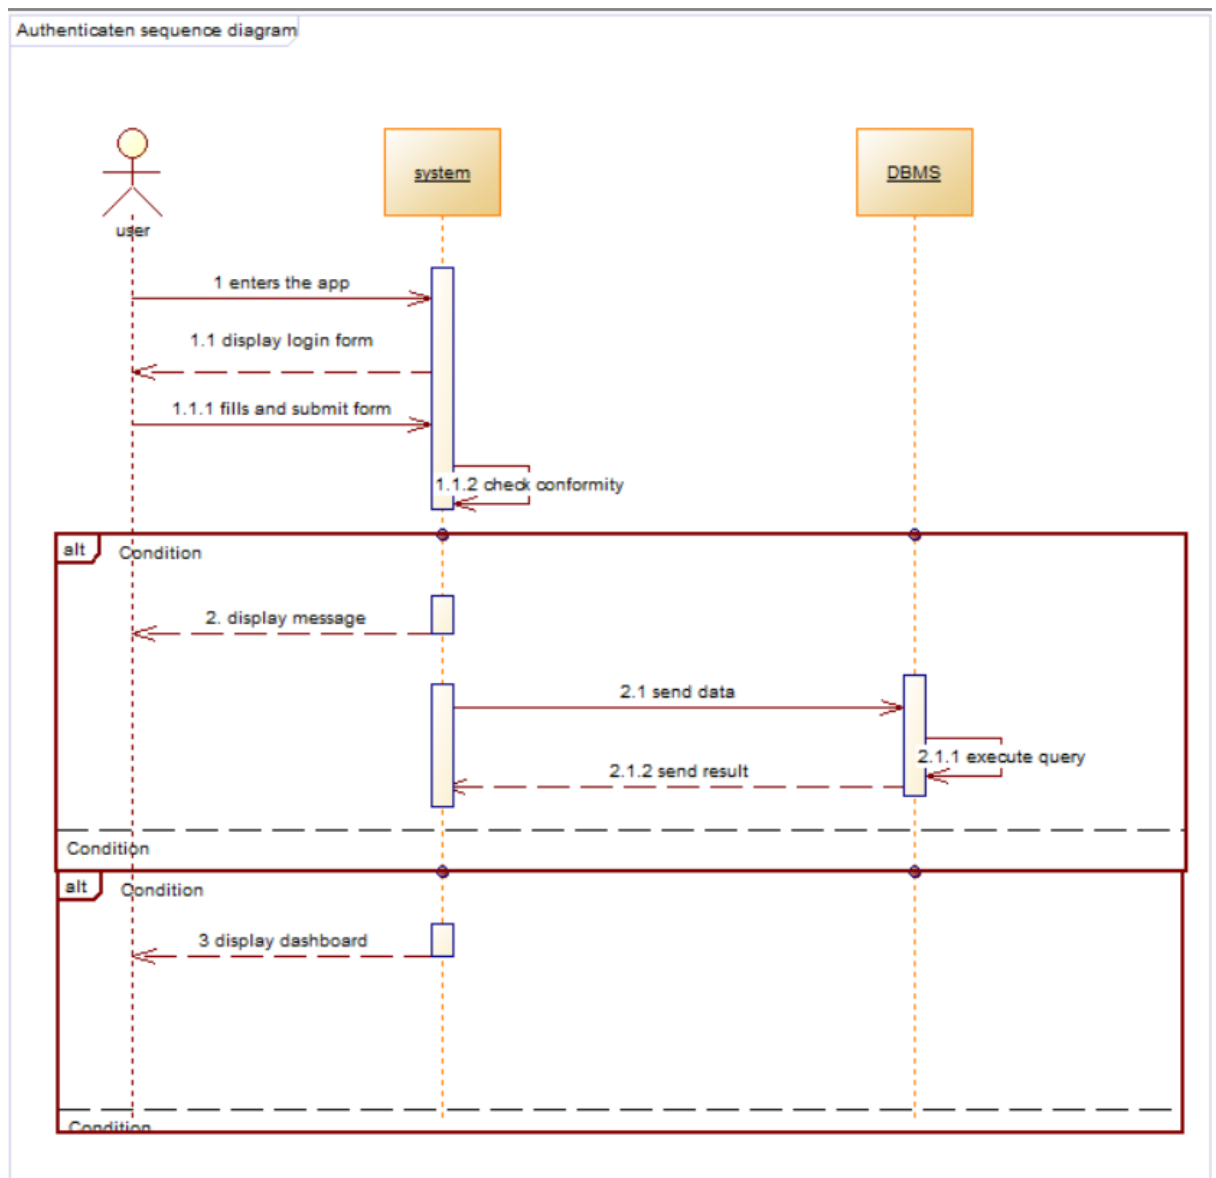 Authenticaten sequence diagram
system
DBMS
user
1 enters the app
1.1 display login form
1.1.1 fills and submit form
1.1.2 check conformity
alt
Condition
2. display message
2.1 send data
2.1.1 execute query
2.1.2 send result
Condition
alt
Condition
3 display dashboard
Condition